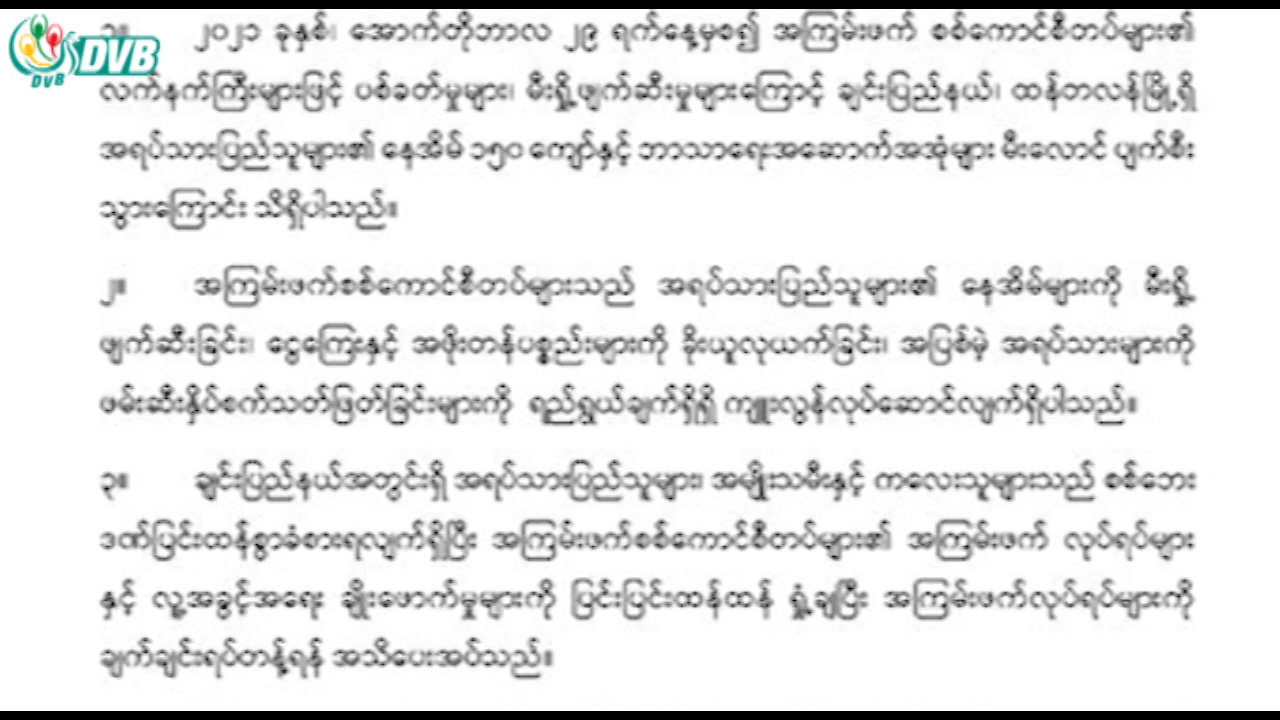 DVB
DVB
၁။ ၂၀၂၁ ခုနှစ်၊ အောက်တိုဘာလ ၂၉ ရက်နေ့မှစ၍ အကြမ်းဖက် စစ်ကောင်စီတပ်များ၏
လက်နက်ကြီးများဖြင့် ပစ်ခတ်မှုများ၊ မီးရှို့ဖျက်ဆီးမှုများကြောင့် ချင်းပြည်နယ်၊ ထန်တလန်မြို့ရှိ
အရပ်သားပြည်သူများ၏ နေအိမ် ၁၅၀ ကျော်နှင့် ဘာသာရေးအဆောက်အအုံများ မီးလောင် ပျက်စီး
သွားကြောင်း သိရှိပါသည်။
၂။ အကြမ်းဖက်စစ်ကောင်စီတပ်များသည် အရပ်သားပြည်သူများ၏ နေအိမ်များကို မီးရှို့
ဖျက်ဆီးခြင်း၊ ငွေကြေးနှင့် အဖိုးတန်ပစ္စည်းများကို ခိုးယူလုယက်ခြင်း၊ အပြစ်မဲ့ အရပ်သားများကို
ဖမ်းဆီးနှိပ်စက်သတ်ဖြတ်ခြင်းများကို ရည်ရွယ်ချက်ရှိရှိ ကျူးလွန်လုပ်ဆောင်လျက်ရှိပါသည်။
၃။ ချင်းပြည်နယ်အတွင်းရှိ အရပ်သားပြည်သူများ၊ အမျိုးသမီးနှင့် ကလေးသူများသည် စစ်ဘေး
ဒဏ်ပြင်းထန်စွာခံစားရလျက်ရှိပြီး အကြမ်းဖက်စစ်ကောင်စီတပ်များ၏ အကြမ်းဖက် လုပ်ရပ်များ
နှင့် လူ့အခွင့်အရေး ချိုးဖောက်မှုများကို ပြင်းပြင်းထန်ထန် ရှုံ့ချပြီး အကြမ်းဖက်လုပ်ရပ်များကို
ချက်ချင်းရပ်တန့်ရန် အသိပေးအပ်သည်။